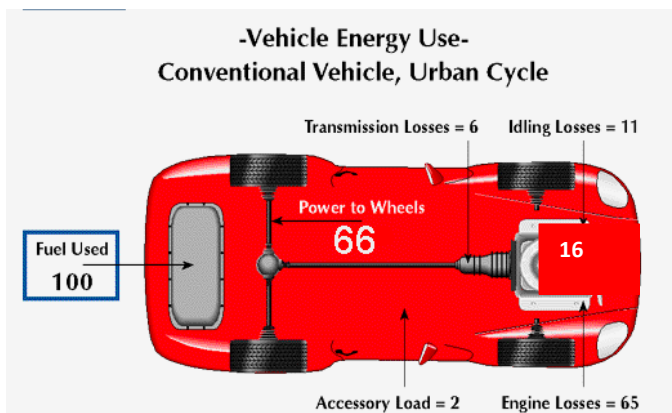 -Vehicle Energy Use-
Conventional Vehicle, Urban Cycle
Transmission Losses = 6
Idling Losses = 11
Power to Wheels
66
16
Fuel Used
100
Accessory Load = 2
Engine Losses = 65